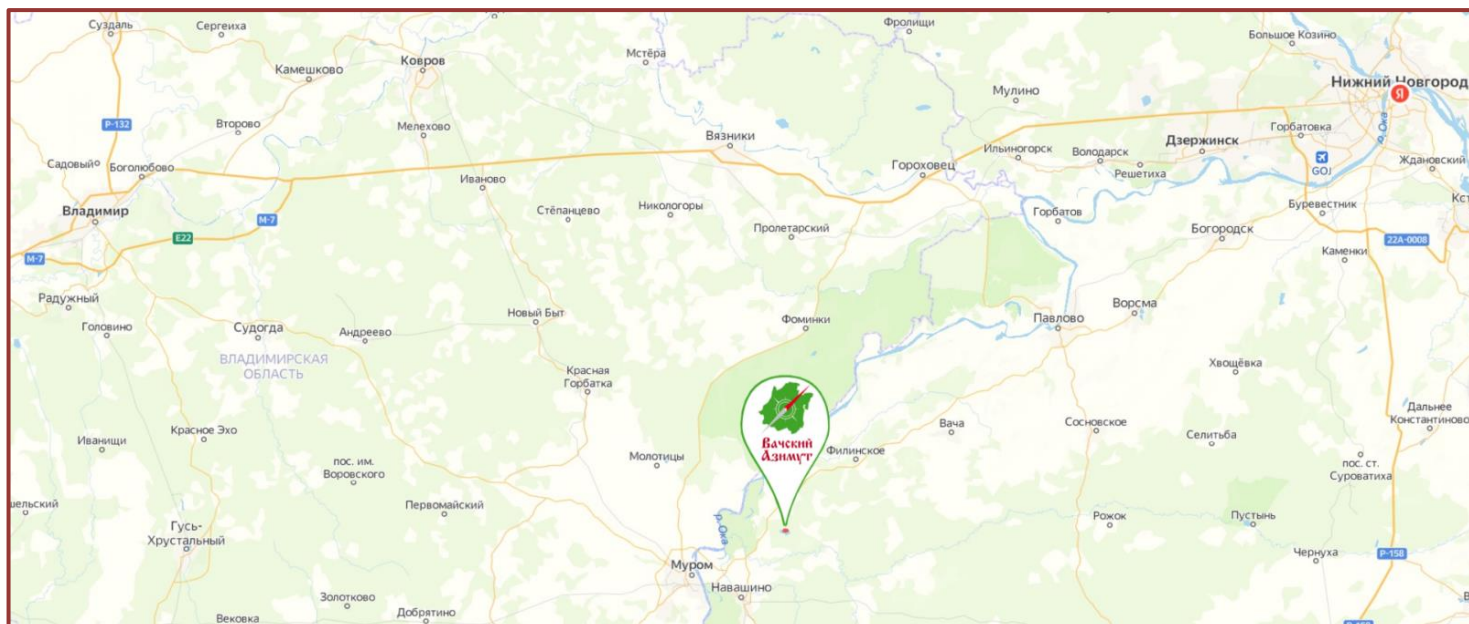 Суздаль
Сергеиха
Фролищи
Большое Козино
Мстёра
Ковров
Камешково
Нижний Новгород
Я
Мулино
Р-132
Второво
Мелехово
Вязники
Ильиногорск
Володарск
Дзержинск
Горбатовка
р. Ока
Садовый
Боголюбово
Иваново
Гороховец
Решетиха
GOJ
Ждановский
Владимир
М-7
Стёпанцево
Никологоры
Горбатов
Буревестник
Кст
Е22
Пролетарский
Богородск
22А-0008
М-7
Каменки
Радужный
Головино
Судогда
Андреево
Новый Быт
Фоминки
Павлово
Ворсма
ВЛАДИМИРСКАЯ
ОБЛАСТЬ
Красная
Горбатка
Хвощёвка
Вачский
Азимут
Дальнее
Константиново
Иванищи
Красное Эхо
Молотицы
Филинское
Вача
Сосновское
Селитьба
пос. им.
Воровского
пос. ст.
Суроватиха
шельский
Первомайский
р. Ока
Гусь-
Хрустальный
Рожок
Пустынь
Чернуха
Р-158
Муром
Навашино
Золотково
Добрятино
Вековка